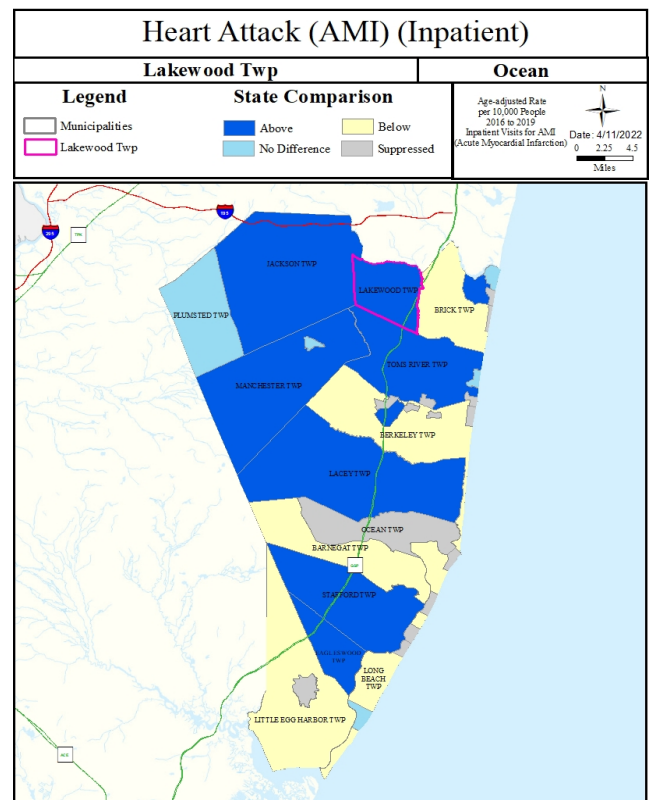 Heart Attack (AMI) (Inpatient)
Lakewood Twp
Ocean
Legend
Municipalities
Lakewood Twp
State Comparison
Above
Below
No Difference
Suppressed
Age-adjusted Rate
per 10,000 People
2016 to 2019
Inpatient Visits for AMI
(Acute Myocardial Infarction)
N
Date: 4/11/2022
0 2.25 4.5
Miles
195
JACKSON TWP
LAKEWOOD TWP
PLUMSTED TWP
BRICK TWP
TOMS RIVER TWP
MANCHESTER TWP
BERKELEY TWP
LACEY TWP
OCEAN TWP
BARNEGAT TWP
STAFFORD TWP
EAGLESWOOD
TWP
LONG
BEACH
TWP
LITTLE EGG HARBOR TWP